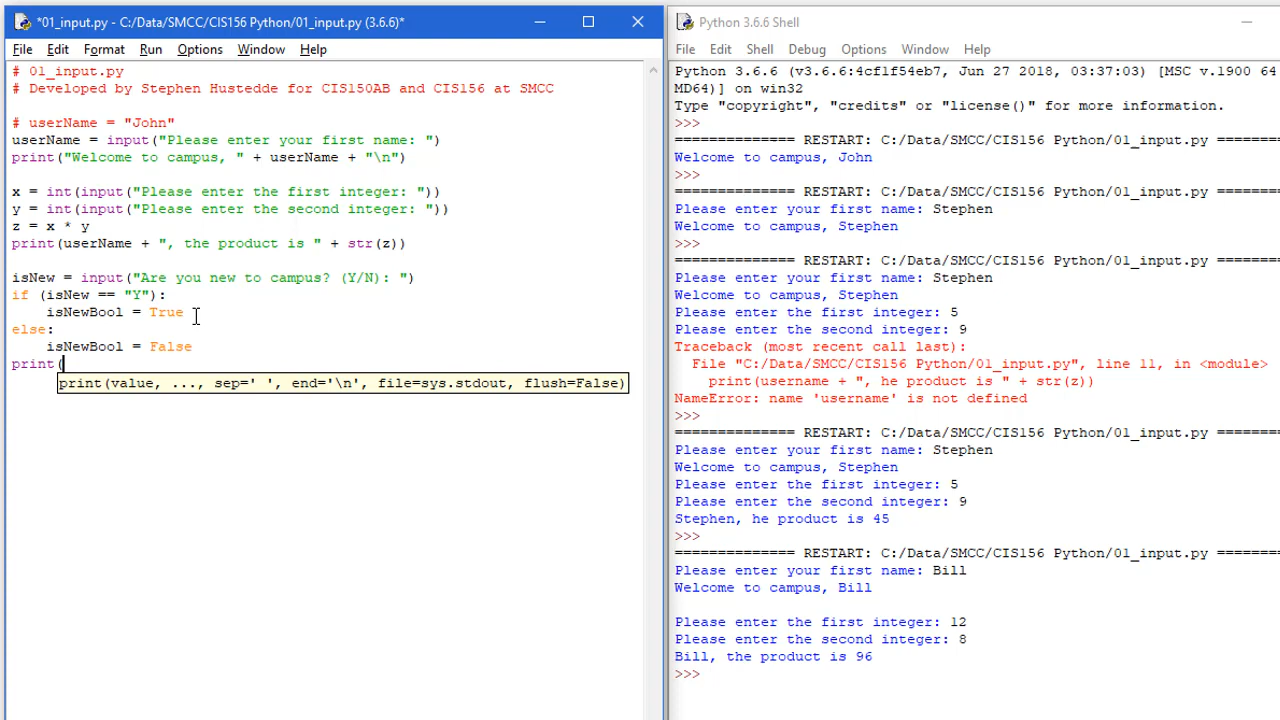 *01_input.py - C:/Data/SMCC/CIS156 Python/01_input.py (3.6.6)*
File Edit Format Run Options Window Help
# 01_input.py
# Developed by Stephen Hustedde for CIS150AB and CIS156 at SMCC
# userName = "John"
userName = input("Please enter your first name: ")
print("Welcome to campus, " + userName + "\n")
x = int(input("Please enter the first integer: "))
y = int(input("Please enter the second integer: "))
z = x * y
print(userName + ", the product is " + str(z))
isNew = input("Are you new to campus? (Y/N): ")
if (isNew == "Y"):
    isNewBool = True
else:
    isNewBool = False
print(
print(value, ..., sep=' ', end='\n', file=sys.stdout, flush=False)
Python 3.6.6 Shell
File Edit Shell Debug Options Window Help
Python 3.6.6 (v3.6.6:4cf1f54eb7, Jun 27 2018, 03:37:03) [MSC v.1900 64
MD64)] on win32
Type "copyright", "credits" or "license()" for more information.
>>>
============== RESTART: C:/Data/SMCC/CIS156 Python/01_input.py =======
Welcome to campus, John
>>>
============== RESTART: C:/Data/SMCC/CIS156 Python/01_input.py =======
Please enter your first name: Stephen
Welcome to campus, Stephen
>>>
============== RESTART: C:/Data/SMCC/CIS156 Python/01_input.py =======
Please enter your first name: Stephen
Welcome to campus, Stephen
Please enter the first integer: 5
Please enter the second integer: 9
Traceback (most recent call last):
  File "C:/Data/SMCC/CIS156 Python/01_input.py", line 11, in <module>
    print(username + ", he product is " + str(z))
NameError: name 'username' is not defined
>>>
============== RESTART: C:/Data/SMCC/CIS156 Python/01_input.py =======
Please enter your first name: Stephen
Welcome to campus, Stephen
Please enter the first integer: 5
Please enter the second integer: 9
Stephen, he product is 45
>>>
============== RESTART: C:/Data/SMCC/CIS156 Python/01_input.py =======
Please enter your first name: Bill
Welcome to campus, Bill
Please enter the first integer: 12
Please enter the second integer: 8
Bill, the product is 96
>>>